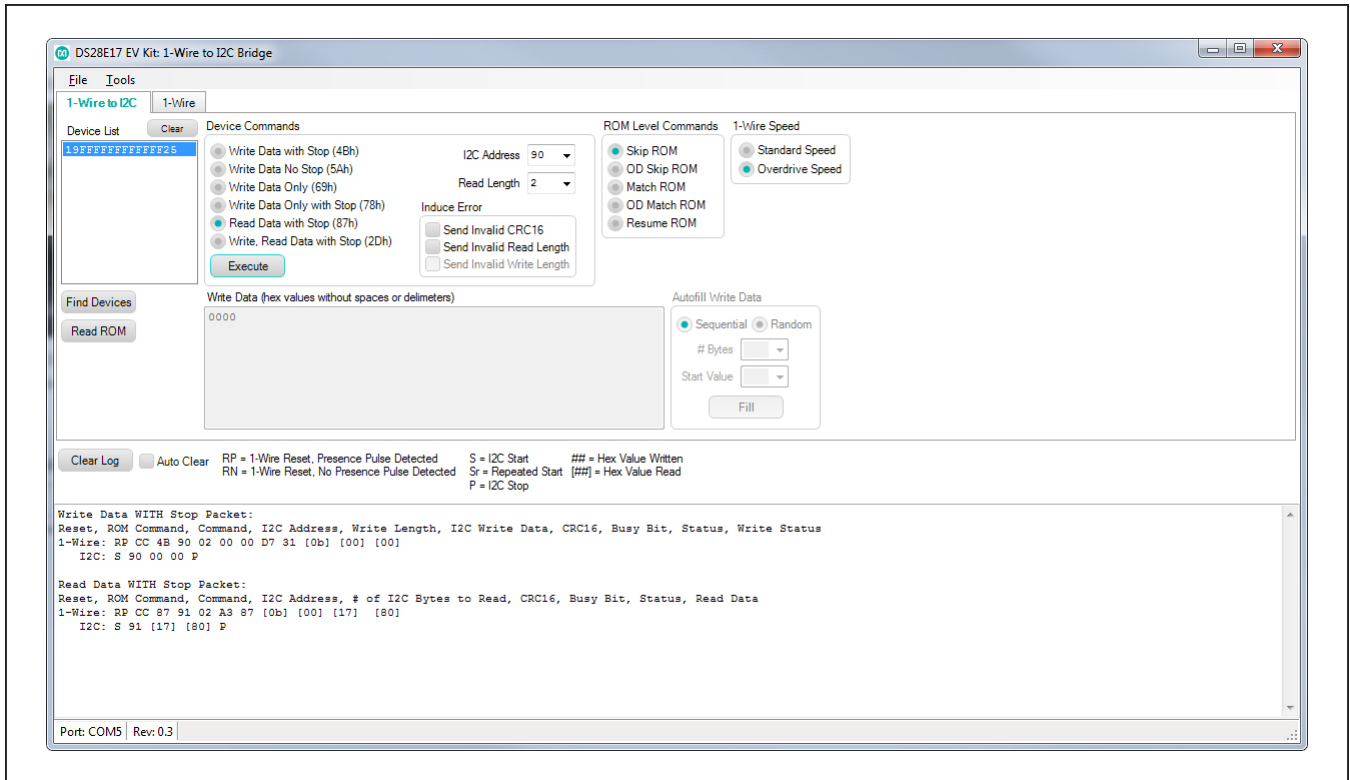 DS28E17 EV Kit: 1-Wire to I2C Bridge
File Tools
1-Wire to I2C 1-Wire
Device List Clear
19FFFFFFFFFFFF25
Find Devices
Read ROM
Device Commands
Write Data with Stop (4Bh)
Write Data No Stop (5Ah)
Write Data Only (69h)
Write Data Only with Stop (78h)
Read Data with Stop (87h)
Write, Read Data with Stop (2Dh)
Execute
I2C Address 90
Read Length 2
Induce Error
Send Invalid CRC16
Send Invalid Read Length
Send Invalid Write Length
ROM Level Commands
Skip ROM
OD Skip ROM
Match ROM
OD Match ROM
Resume ROM
1-Wire Speed
Standard Speed
Overdrive Speed
Write Data (hex values without spaces or delimeters)
0000
Autofill Write Data
Sequential Random
# Bytes
Start Value
Fill
Clear Log Auto Clear
RP = 1-Wire Reset, Presence Pulse Detected S = I2C Start ## = Hex Value Written
RN = 1-Wire Reset, No Presence Pulse Detected Sr = Repeated Start [##] = Hex Value Read
P = I2C Stop
Write Data WITH Stop Packet:
Reset, ROM Command, Command, I2C Address, Write Length, I2C Write Data, CRC16, Busy Bit, Status, Write Status
1-Wire: RP CC 4B 90 02 00 00 D7 31 [0b] [00] [00]
I2C: S 90 00 00 P
Read Data WITH Stop Packet:
Reset, ROM Command, Command, I2C Address, # of I2C Bytes to Read, CRC16, Busy Bit, Status, Read Data
1-Wire: RP CC 87 91 02 A3 87 [0b] [00] [17] [80]
I2C: S 91 [17] [80] P
Port: COM5 Rev: 0.3